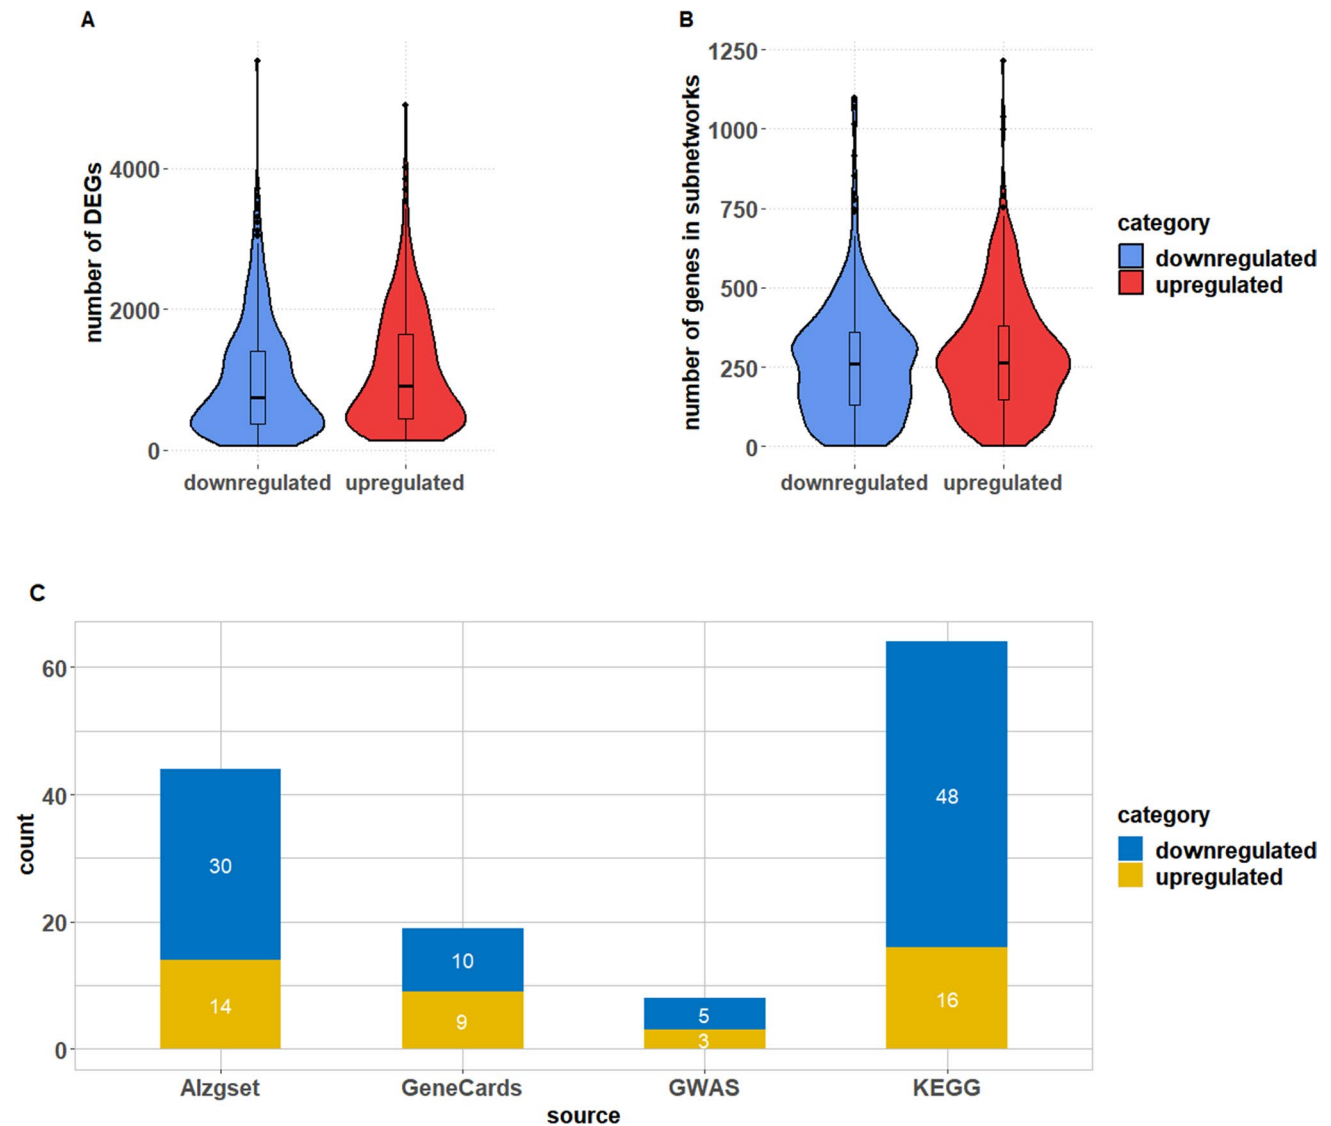 A
number of DEGs
4000
2000
0
downregulated upregulated
B
number of genes in subnetworks
1250
1000
750
500
250
0
downregulated upregulated
category
downregulated
upregulated
C
count
60
40
20
0
30
14
10
9
5
3
48
16
Alzgset GeneCards GWAS KEGG
source
category
downregulated
upregulated